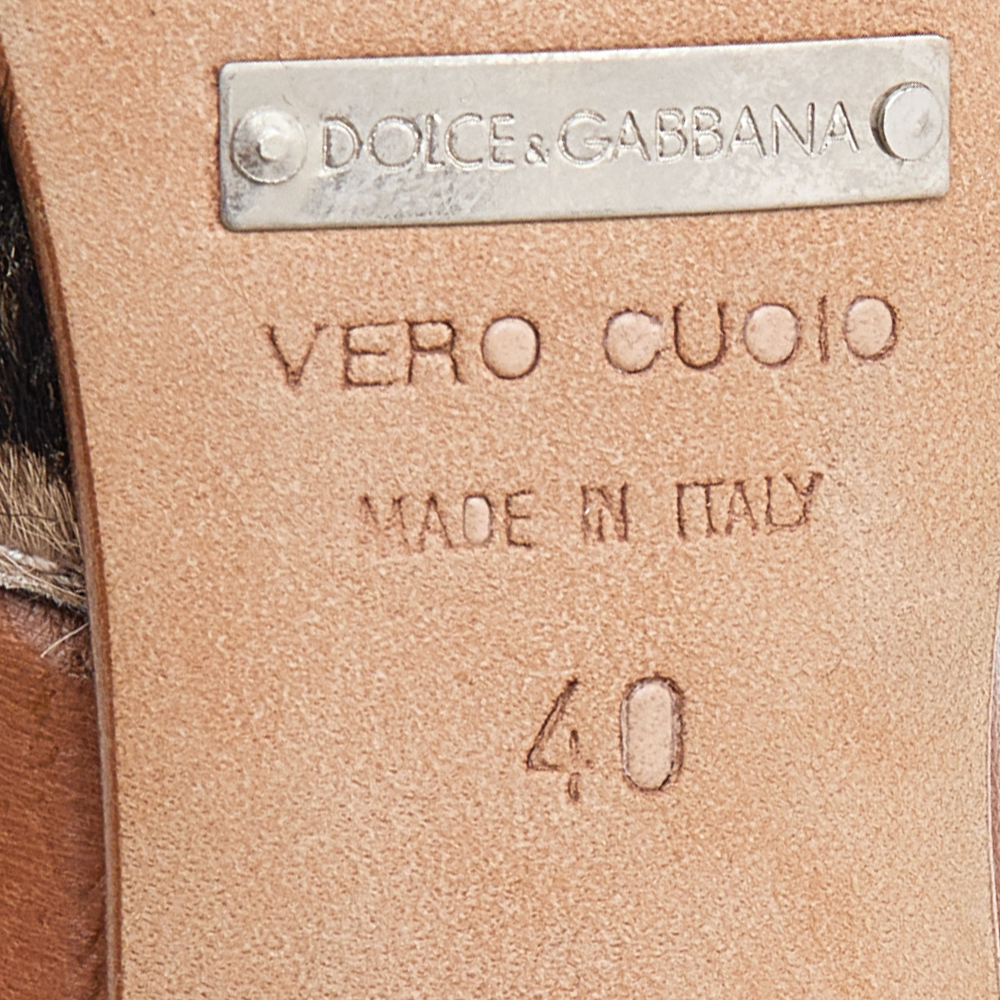 DOLCE&GABBANA
VERO CUOIO
MADE IN ITALY
40